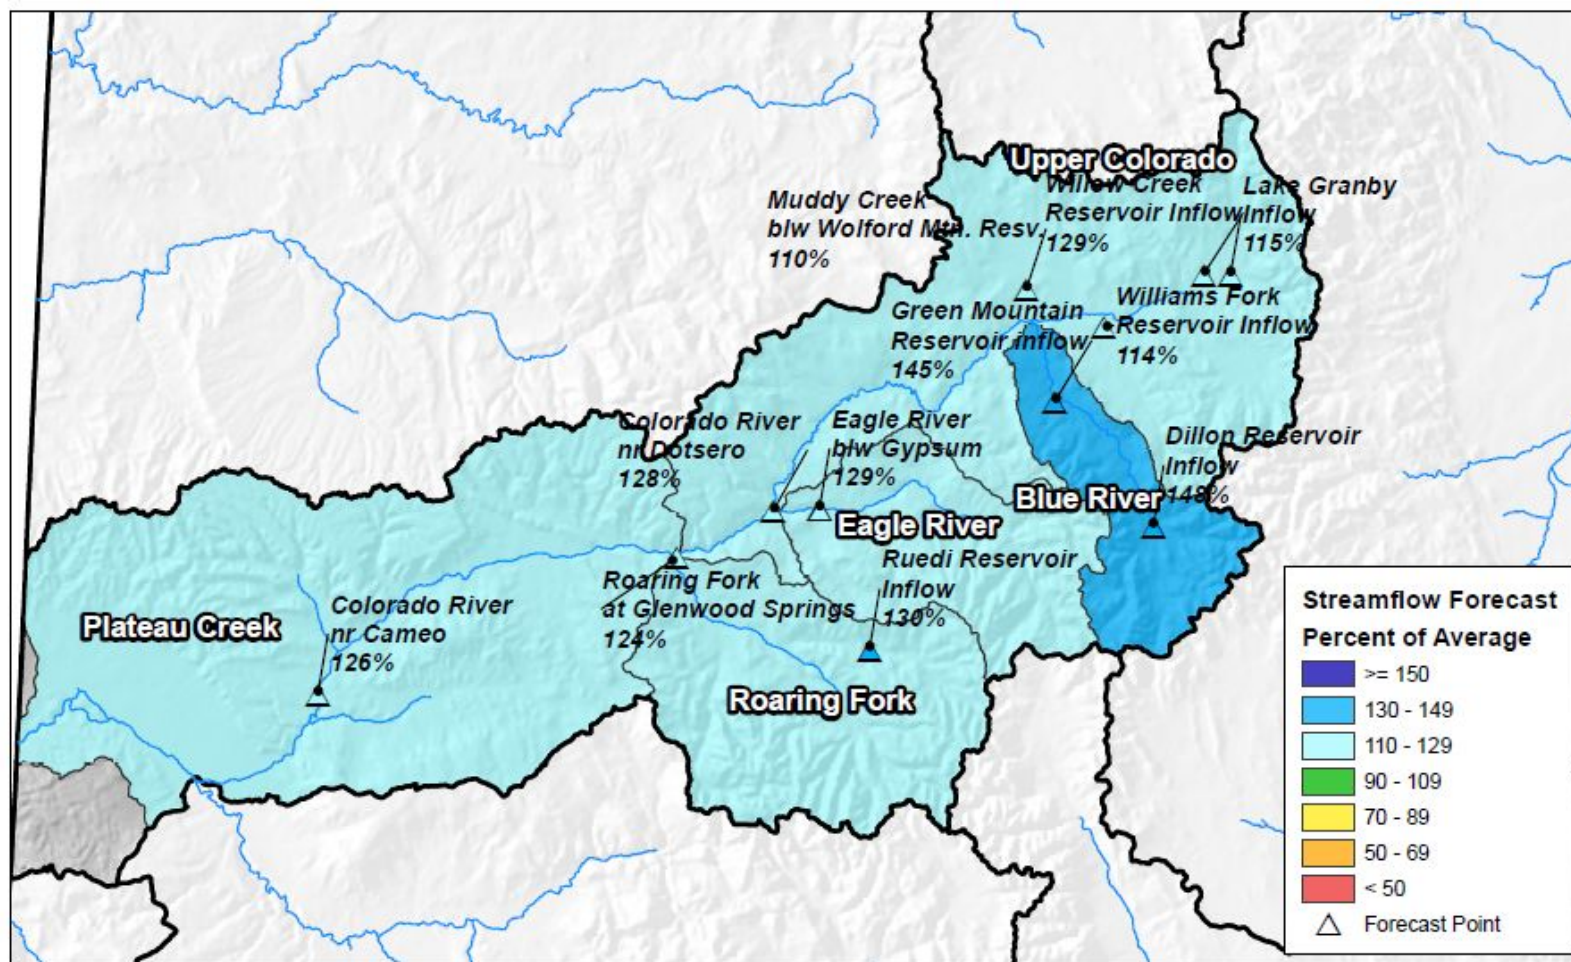 Upper Colorado
Muddy Creek
blw Wolford Mtn. Resv.
110%
Willow Creek
Reservoir Inflow
129%
Lake Granby
Inflow
115%
Green Mountain
Reservoir inflow
145%
Williams Fork
Reservoir Inflow
114%
Colorado River
nr Dotsero
128%
Eagle River
blw Gypsum
129%
Dillon Reservoir
Inflow
148%
Blue River
Eagle River
Ruedi Reservoir
Inflow
130%
Roaring Fork
at Glenwood Springs
124%
Plateau Creek
Colorado River
nr Cameo
126%
Roaring Fork
Streamflow Forecast
Percent of Average
>= 150
130 - 149
110 - 129
90 - 109
70 - 89
50 - 69
< 50
Forecast Point